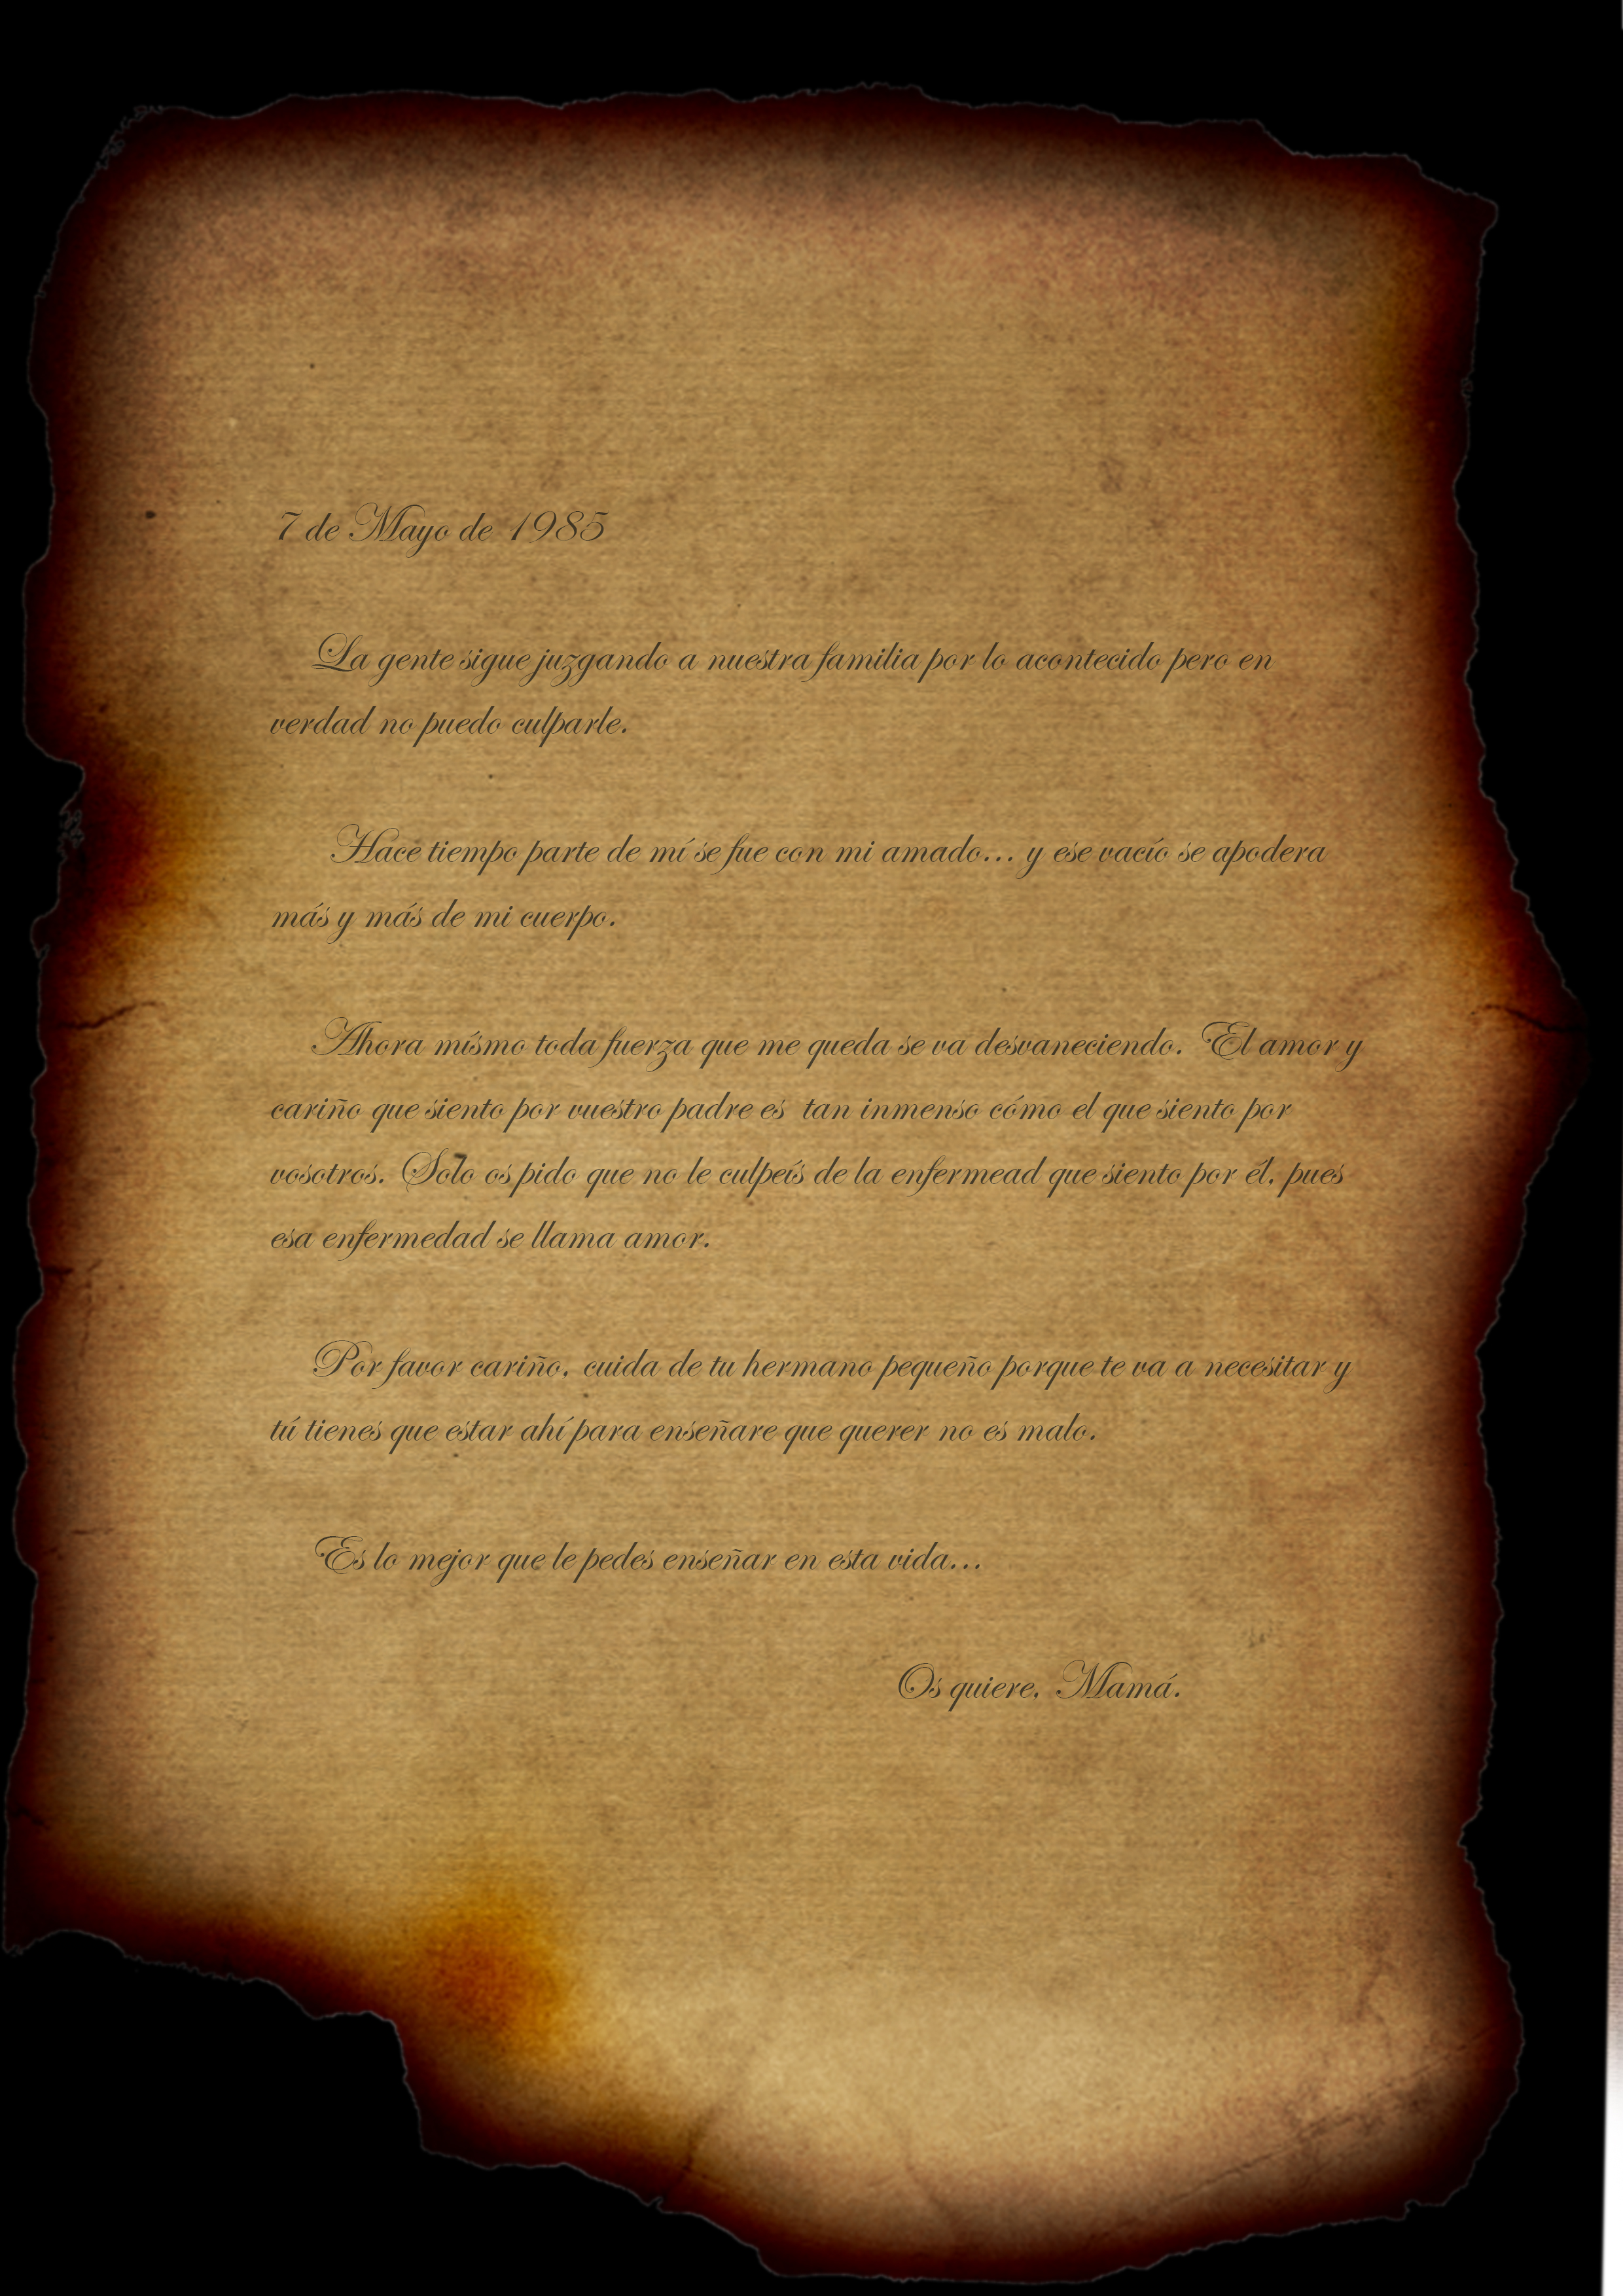 7 de Mayo de 1985
La gente sigue juzgando a nuestra familia por lo acontecido pero en
verdad no puedo culparle.
Hace tiempo parte de mí se fue con mi amado... y ese vacío se apodera
más y más de mi cuerpo.
Ahora mísmo toda fuerza que me queda se va desvaneciendo. El amor y
cariño que siento por vuestro padre es tan inmenso cómo el que siento por
vosotros. Solo os pido que no le culpeís de la enfermead que siento por él, pues
esa enfermedad se llama amor.
Por favor cariño, cuida de tu hermano pequeño porque te va a necesitar y
tú tienes que estar ahí para enseñare que querer no es malo.
Es lo mejor que le pedes enseñar en esta vida...
Os quiere, Mamá.